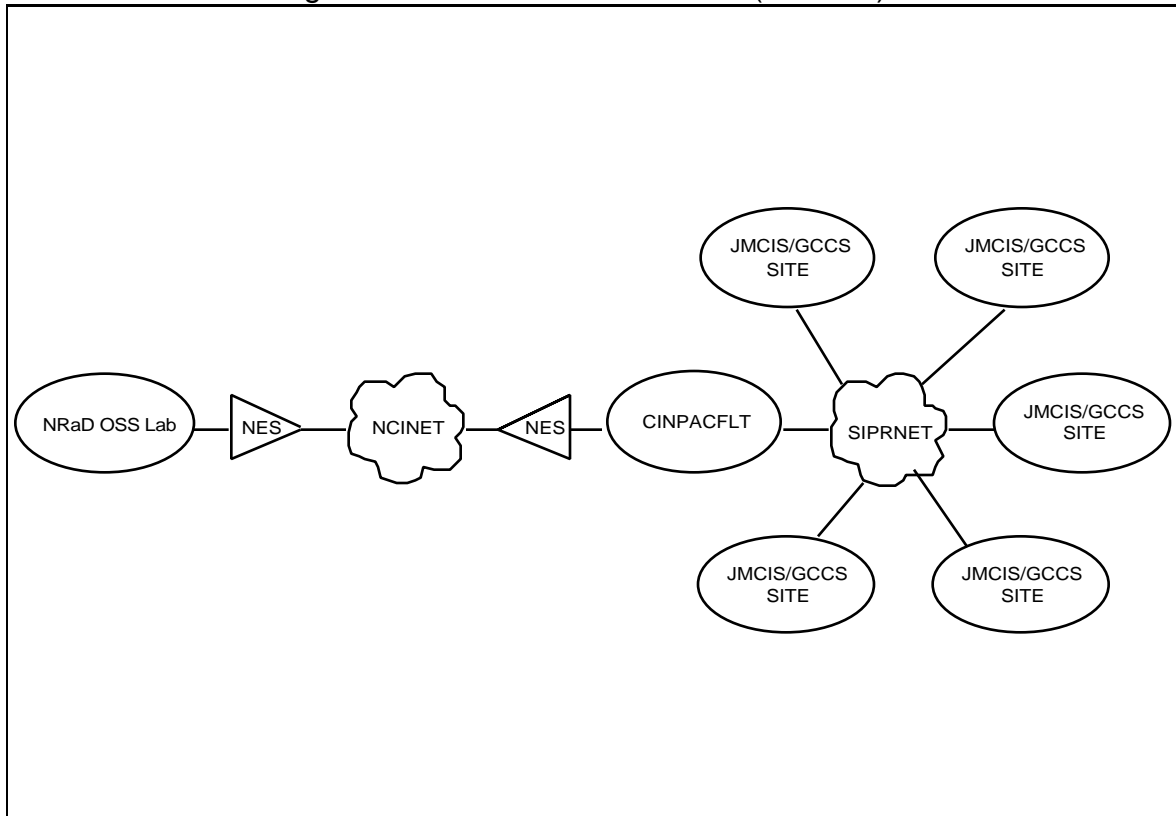 JMCIS/GCCS
SITE
JMCIS/GCCS
SITE
NRaD OSS Lab
NES
NCINET
NES
CINPACFLT
SIPRNET
JMCIS/GCCS
SITE
JMCIS/GCCS
SITE
JMCIS/GCCS
SITE